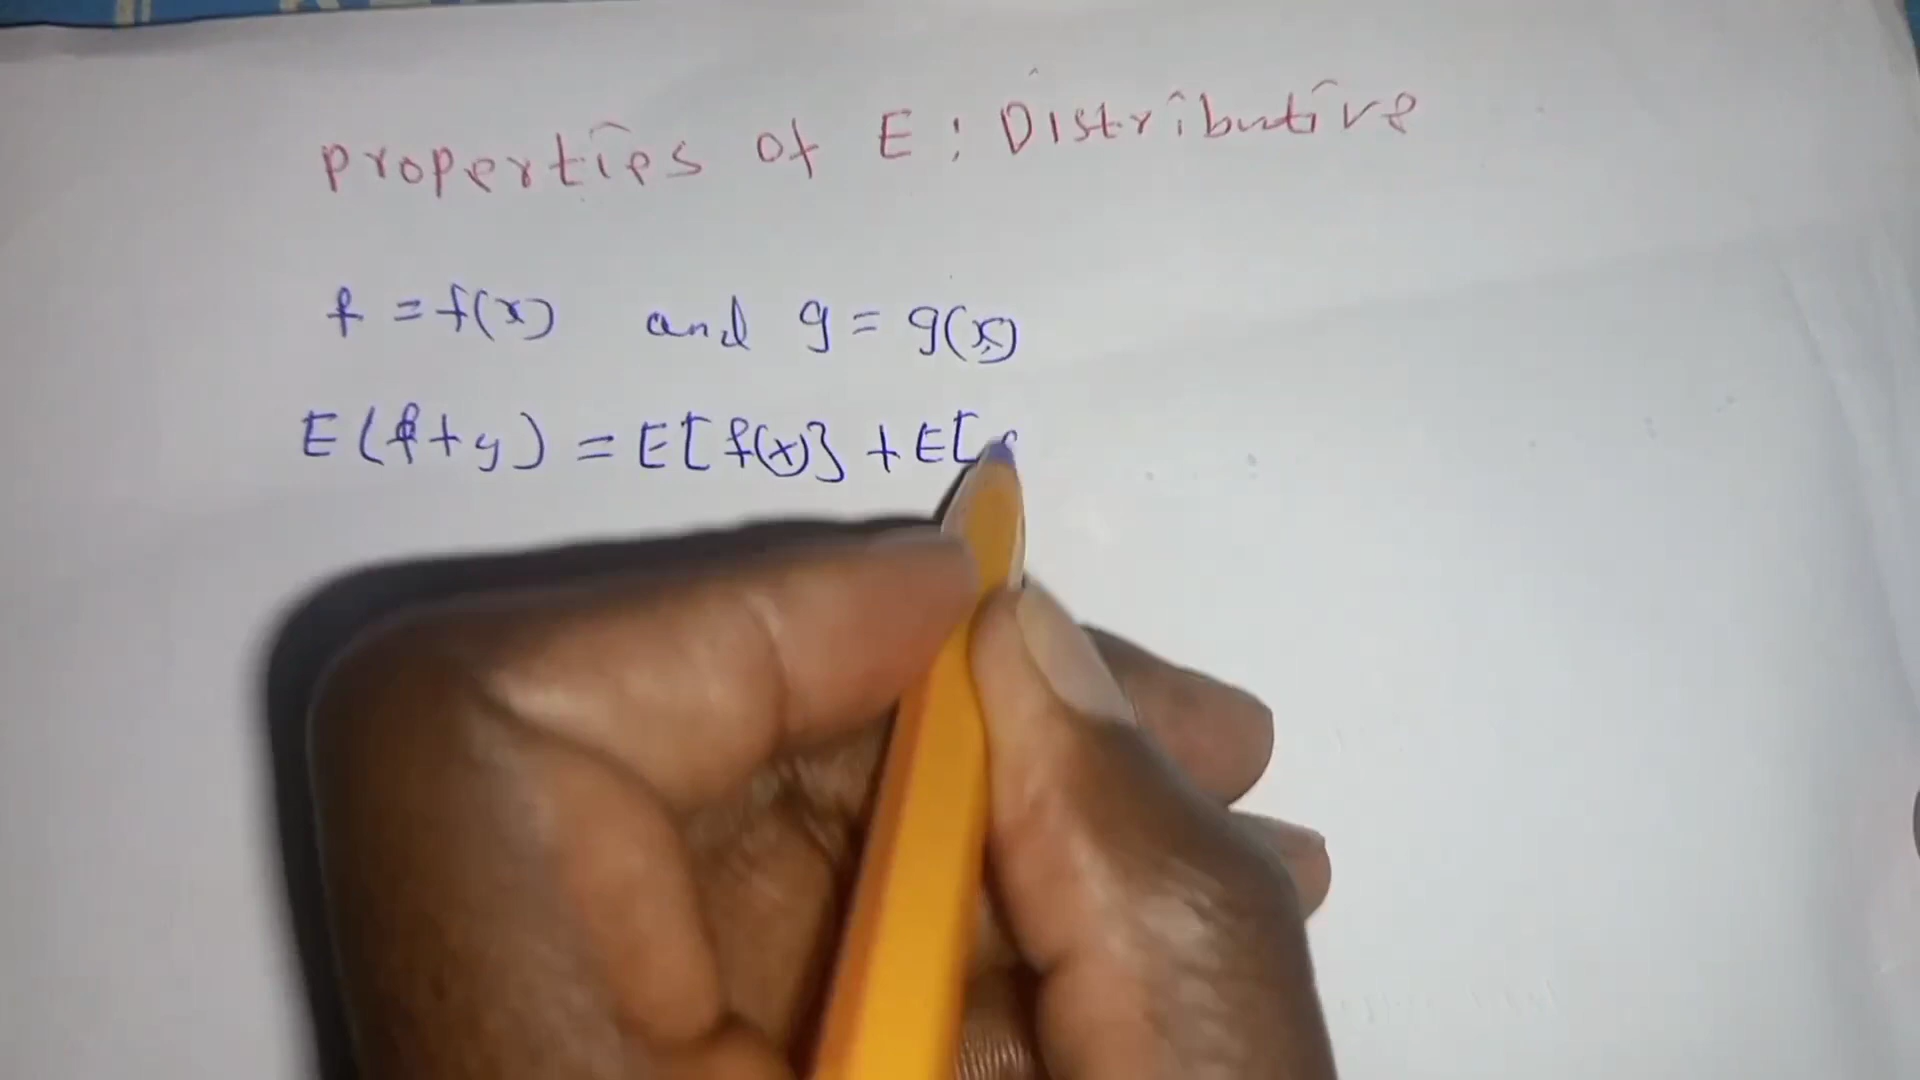 Properties of E : Distributive
f = f(x) and g = g(x)
E(f+g) = E[f(x)] + E[